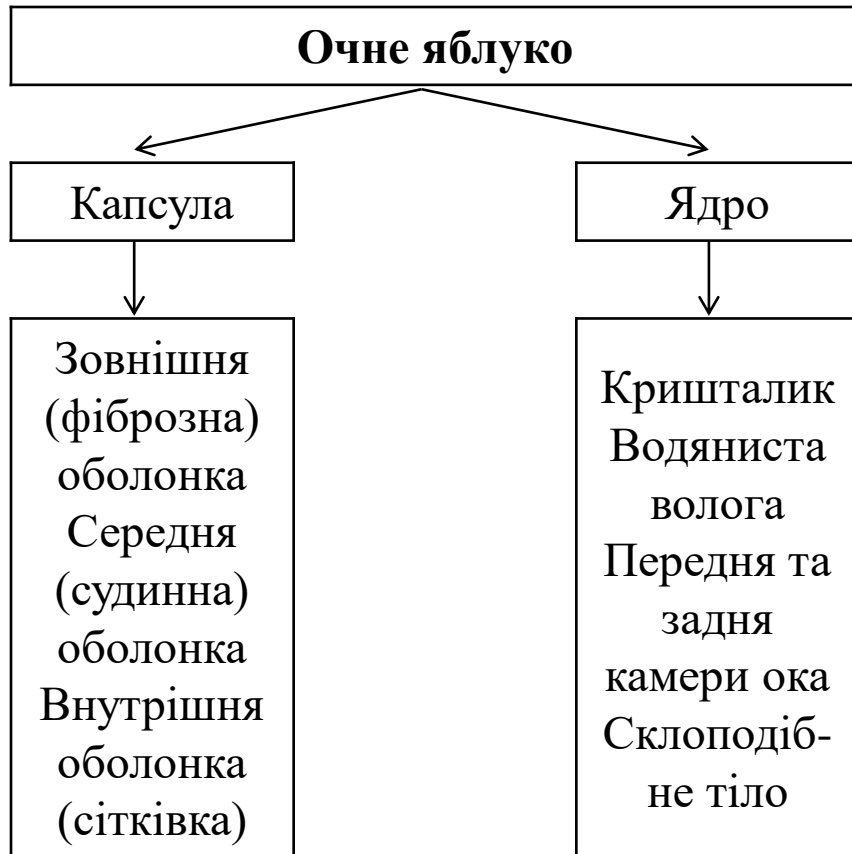 Очне яблуко
Капсула
Ядро
Зовнішня
(фіброзна)
оболонка
Середня
(судинна)
оболонка
Внутрішня
оболонка
(сітківка)
Кришталик
Водяниста
волога
Передня та
задня
камери ока
Склоподіб-
не тіло